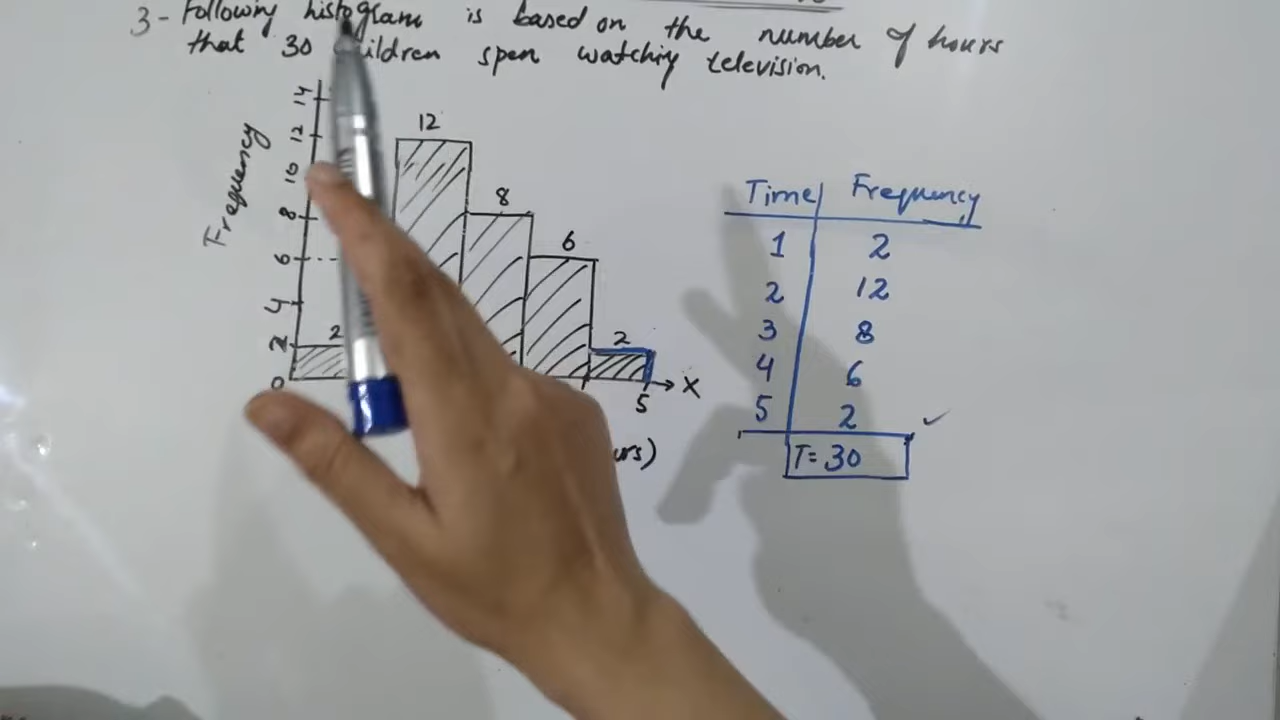 3- Following histogram is based on the number of hours
that 30 children spen watching television.
Frequency
14
12
10
8
6
4
2
0
2
12
8
6
2
5
X
urs)
Time Frequency
1 2
2 12
3 8
4 6
5 2
T= 30